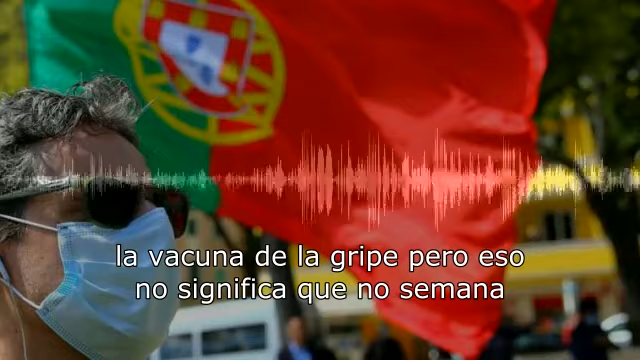 la vacuna de la gripe pero eso
no significa que no semana